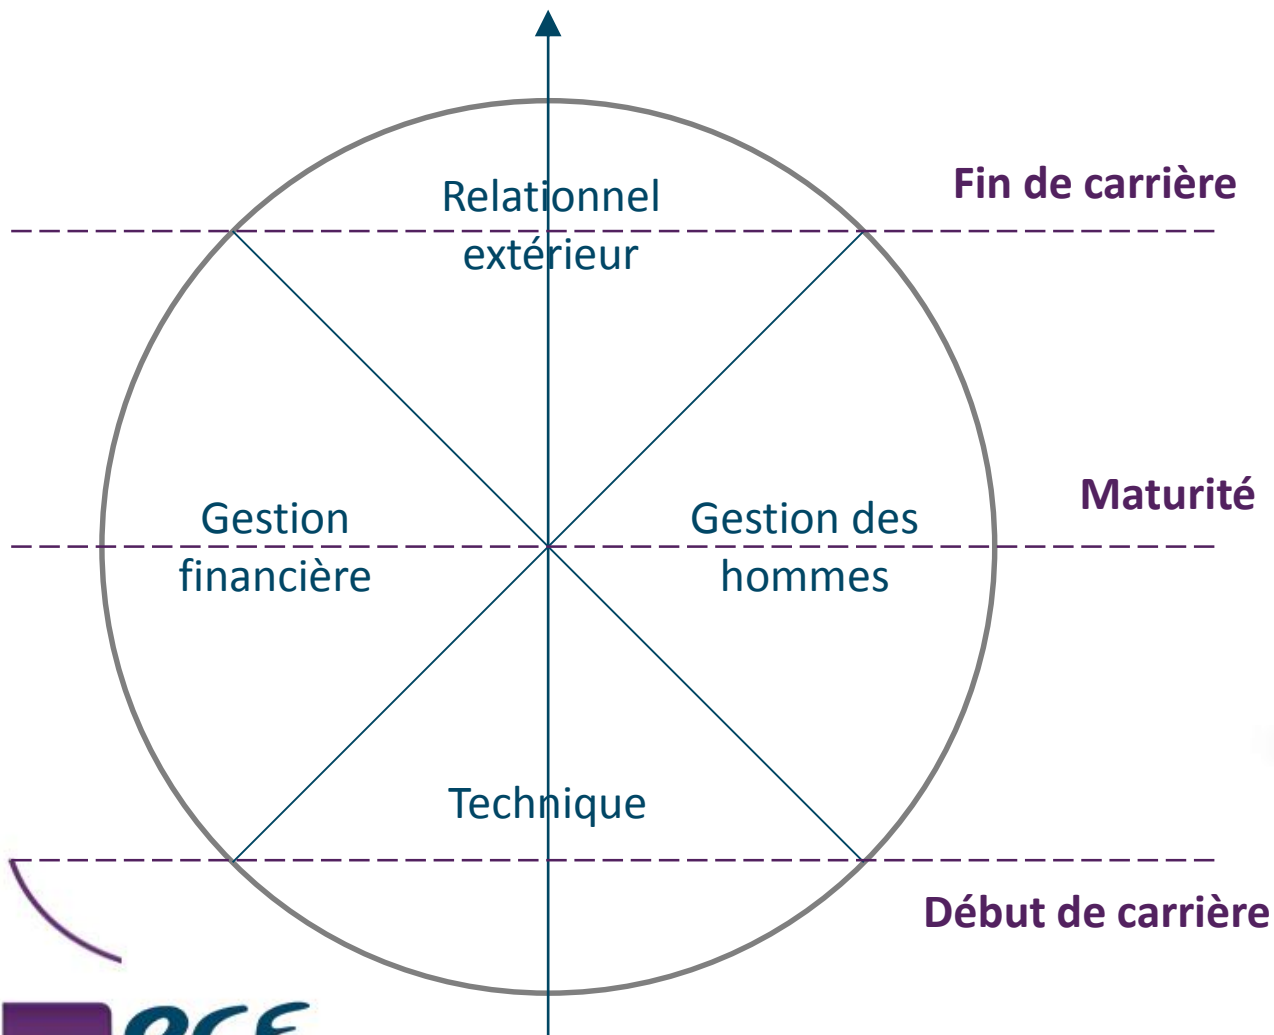 Relationnel
extérieur
Fin de carrière
Gestion
financière
Gestion des
hommes
Maturité
Technique
Début de carrière